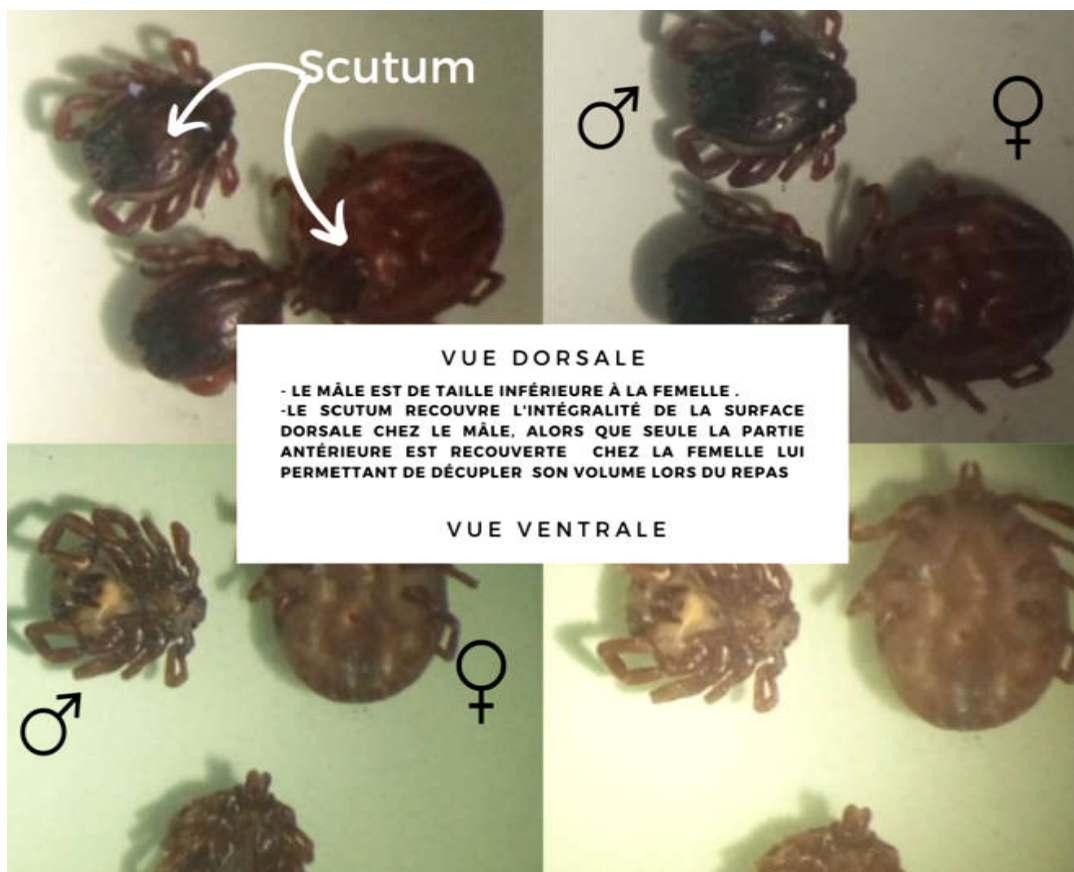 Scutum
♂
♀
VUE DORSALE
- LE MÂLE EST DE TAILLE INFÉRIEURE À LA FEMELLE .
-LE SCUTUM RECOUVRE L'INTÉGRALITÉ DE LA SURFACE
DORSALE CHEZ LE MÂLE, ALORS QUE SEULE LA PARTIE
ANTÉRIEURE EST RECOUVERTE CHEZ LA FEMELLE LUI
PERMETTANT DE DÉCUPLER SON VOLUME LORS DU REPAS
VUE VENTRALE
♂
♀